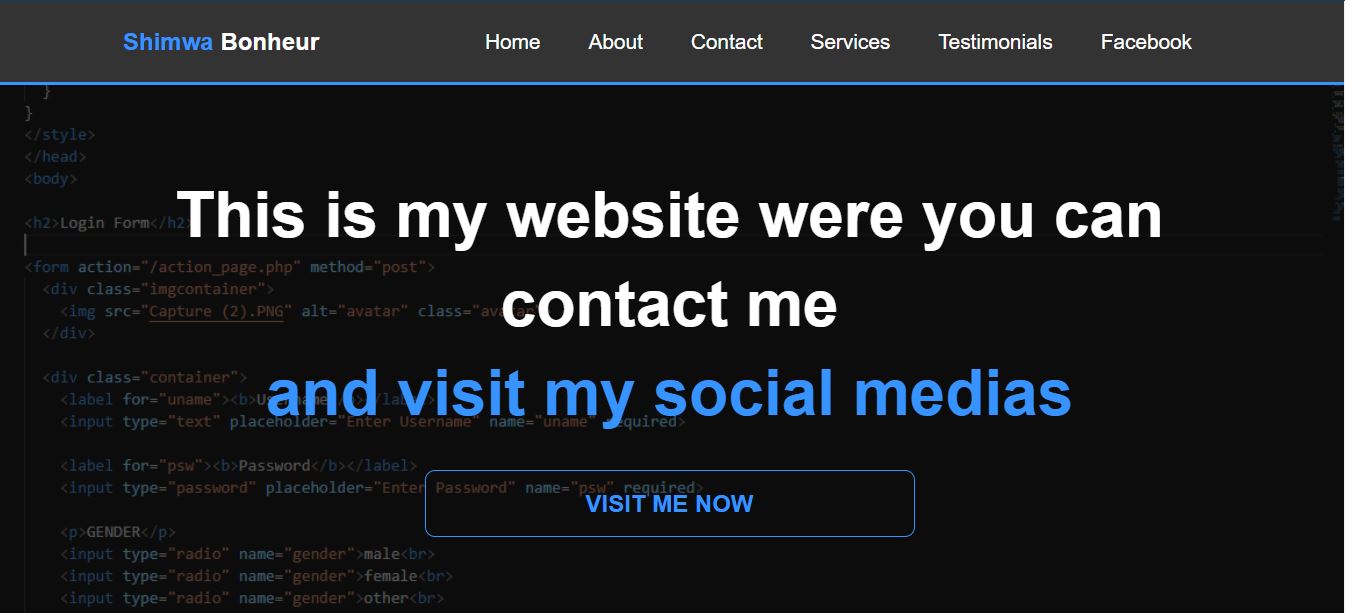 Shimwa Bonheur Home About Contact Services Testimonials Facebook
}
}
</style>
</head>
<body>
<h2>Login Form</h2>
This is my website were you can
<form action="/action_page.php" method="post">
<div class="imgcontainer">
contact me
<img src="Capture (2).PNG" alt="avatar" class="avatar"
</div>
<div class="container">
and visit my social medias
<label for="uname"><b>Username</b></label>
<input type="text" placeholder="Enter Username" name="uname" required>
<label for="psw"><b>Password</b></label>
<input type="password" placeholder="Enter Password" name="psw" required>
VISIT ME NOW
<p>GENDER</p>
<input type="radio" name="gender">male<br>
<input type="radio" name="gender">female<br>
<input type="radio" name="gender">other<br>